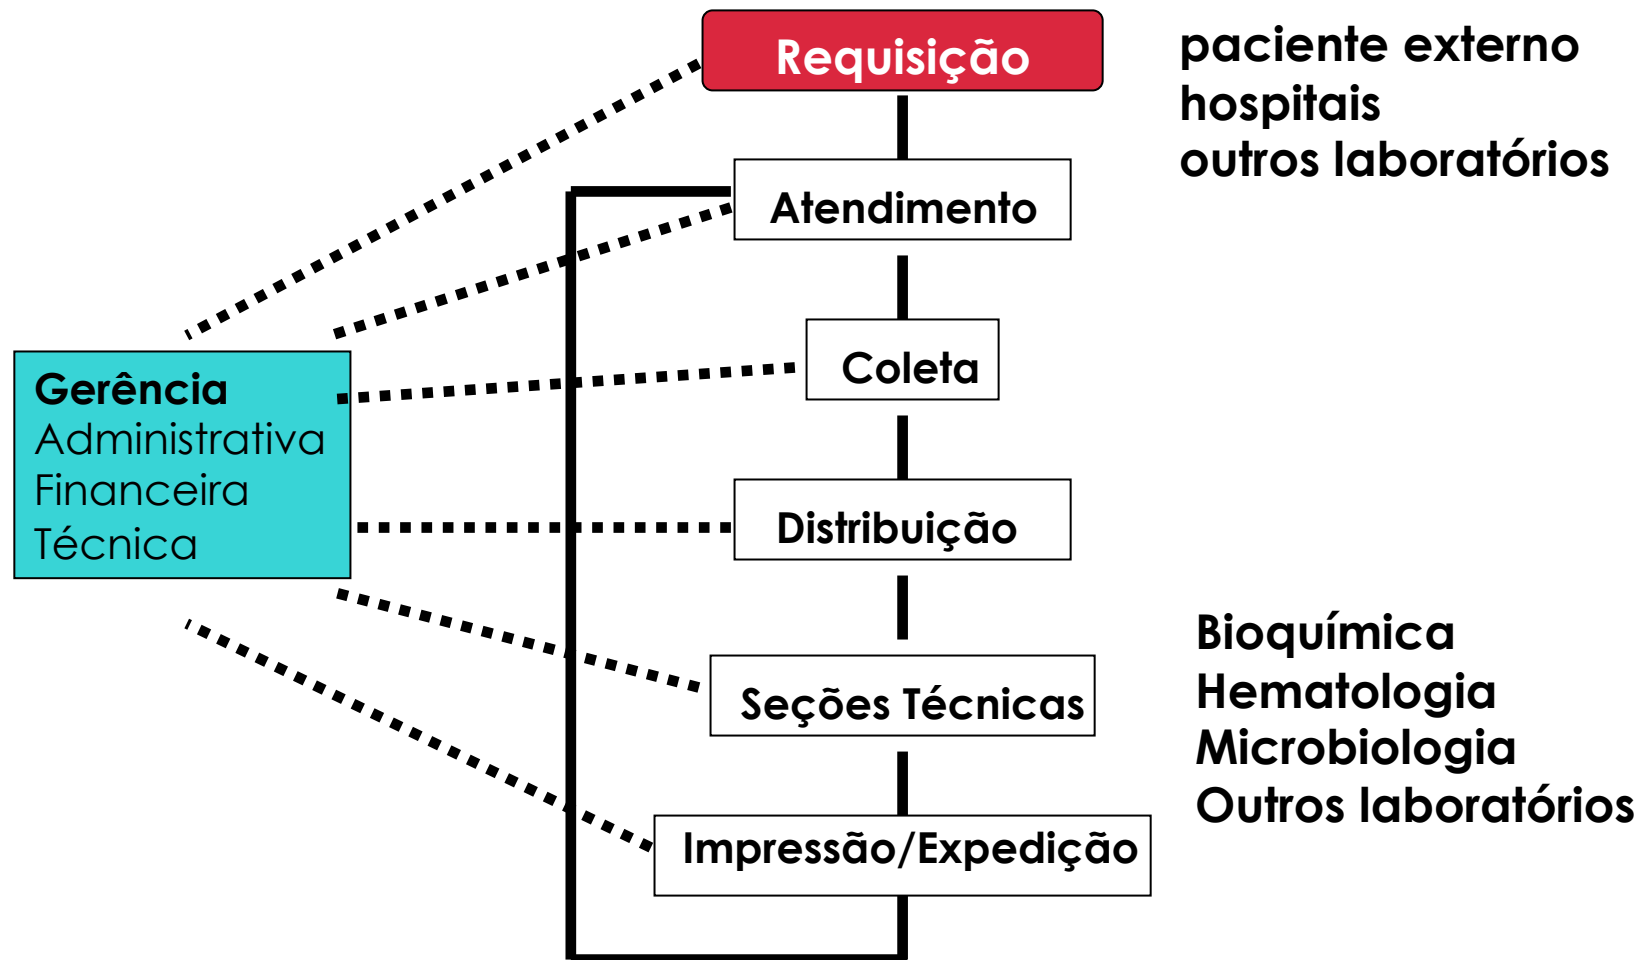 Requisição
paciente externo
hospitais
outros laboratórios
Atendimento
Coleta
Gerência
Administrativa
Financeira
Técnica
Distribuição
Seções Técnicas
Bioquímica
Hematologia
Microbiologia
Outros laboratórios
Impressão/Expedição